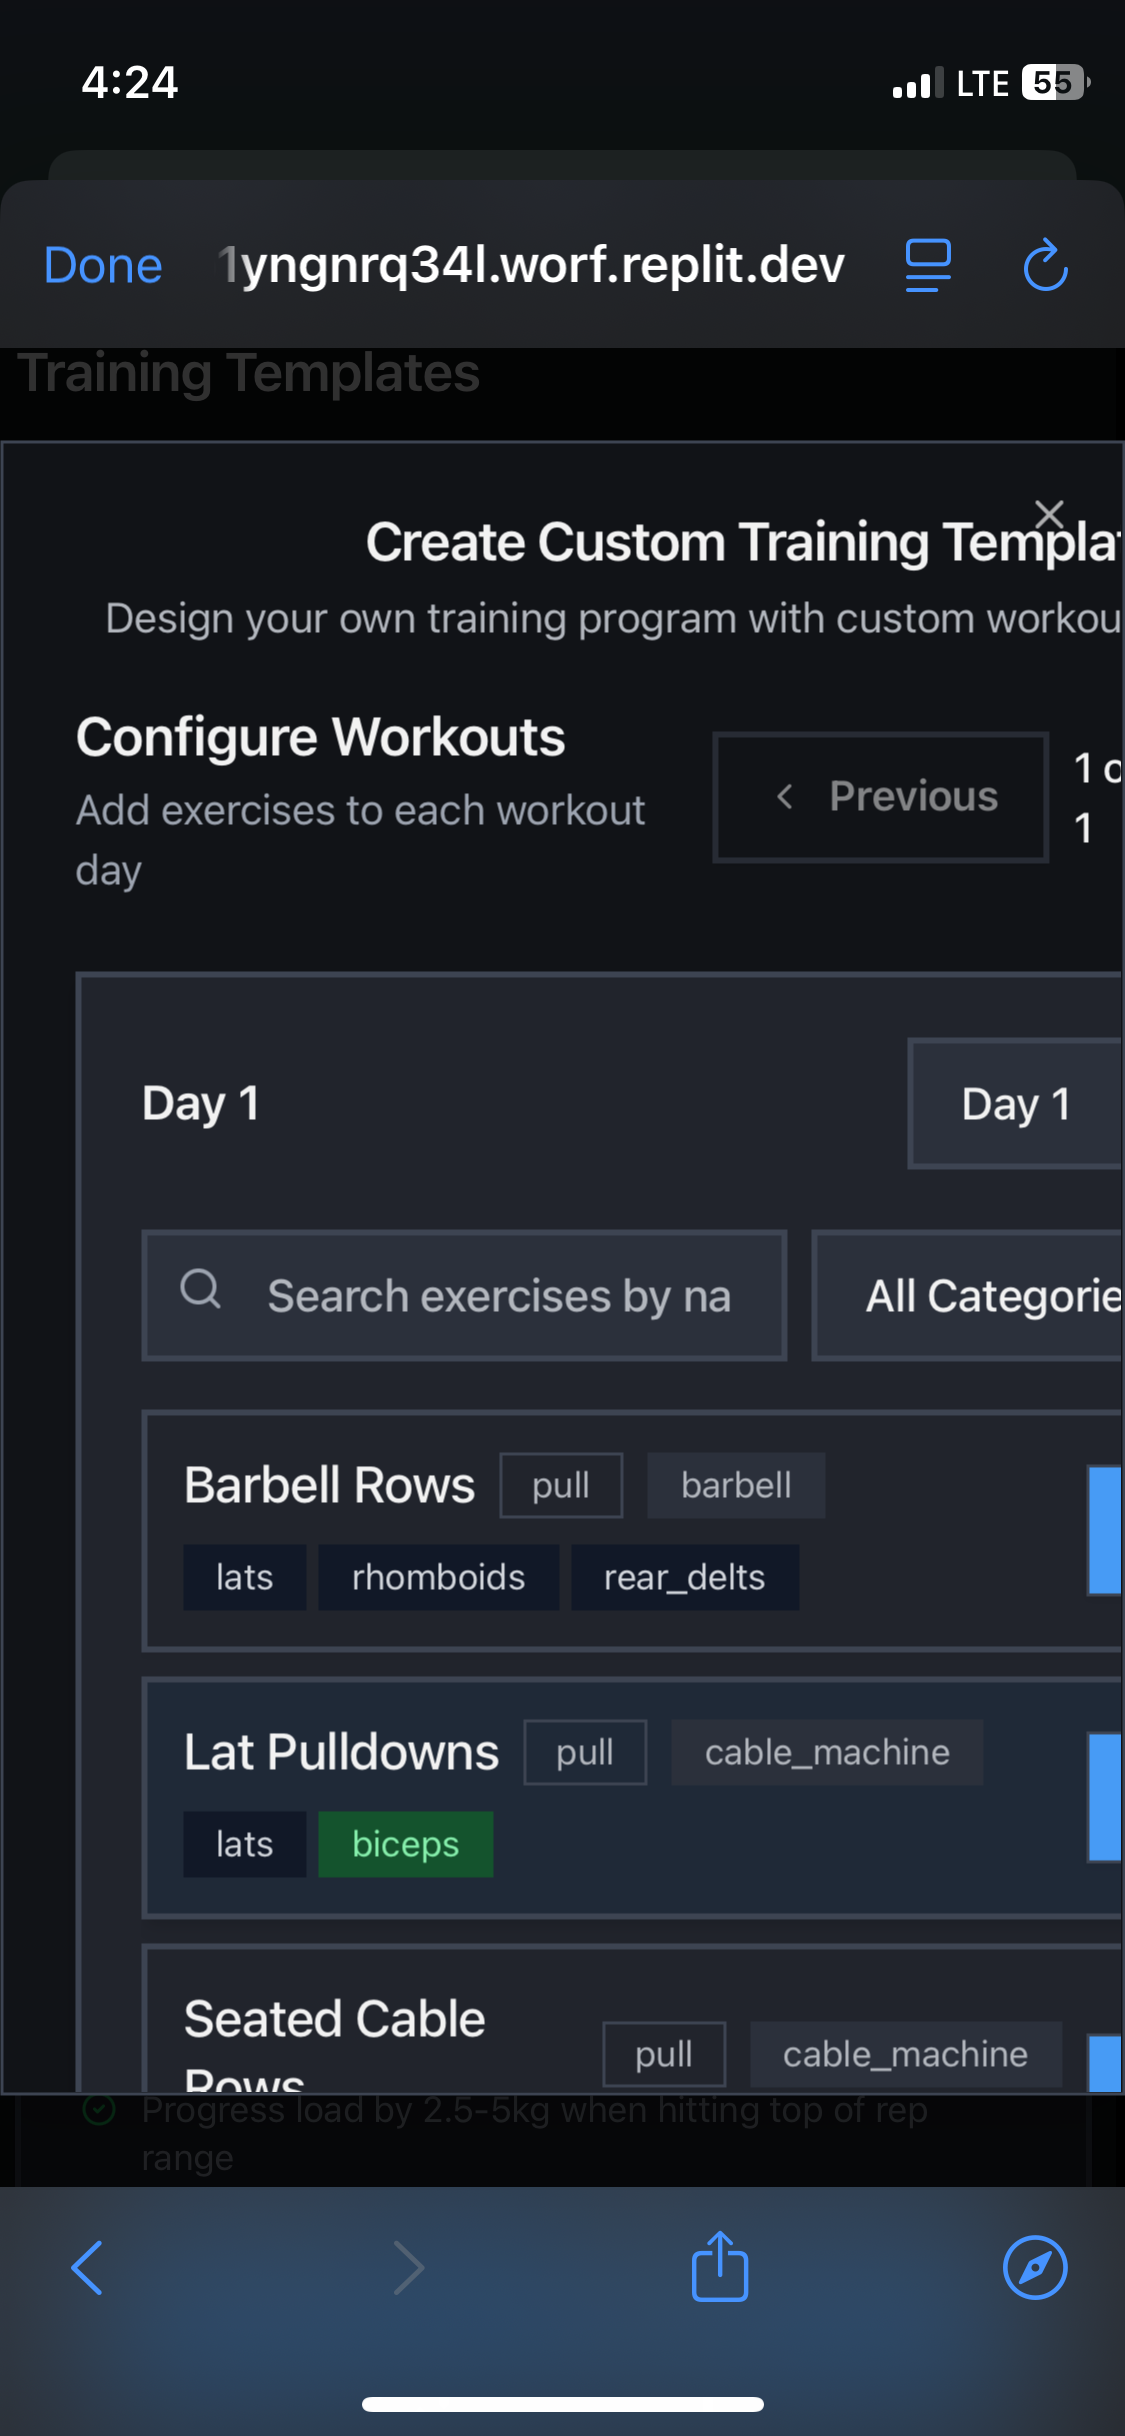 4:24
LTE 55
Done 1yngnrq34l.worf.replit.dev
Training Templates
Create Custom Training Templat
Design your own training program with custom workou
Configure Workouts
Add exercises to each workout
day
Previous
1 o
1
Day 1
Day 1
Search exercises by na
All Categorie
Barbell Rows pull barbell
lats rhomboids rear_delts
Lat Pulldowns pull cable_machine
lats biceps
Seated Cable
Rows
pull cable_machine
Progress load by 2.5-5kg when hitting top of rep
range